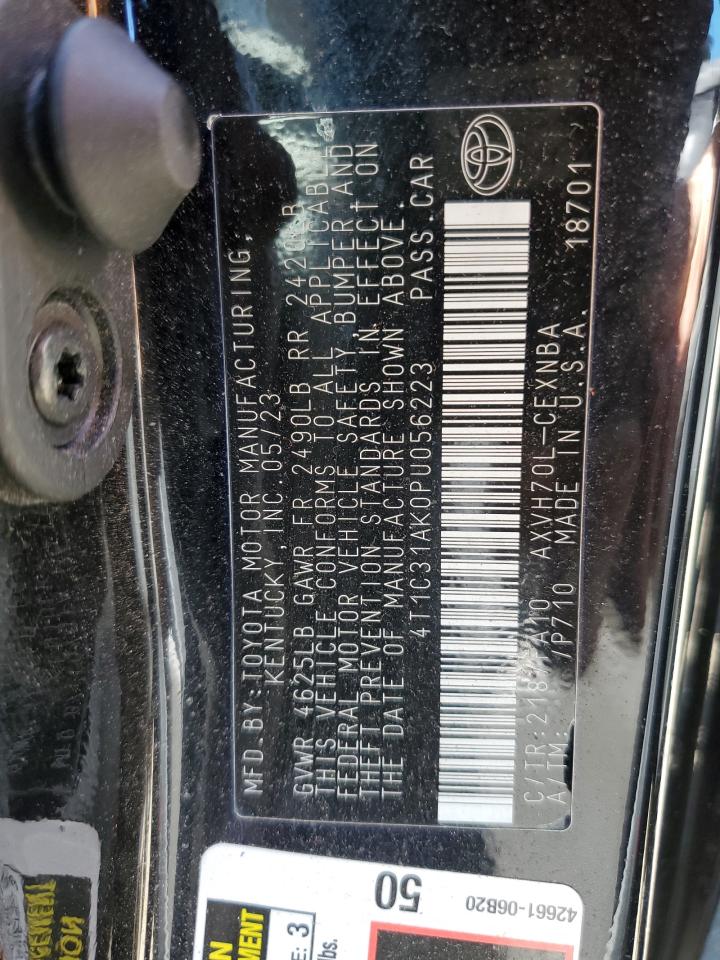 MFD. BY: TOYOTA MOTOR MANUFACTURING,
KENTUCKY, INC. 05/23
GVWR 4625LB GAWR FR 2490LB RR 2420LB
THIS VEHICLE CONFORMS TO ALL APPLICABLE
FEDERAL MOTOR VEHICLE SAFETY BUMPER AND
THEFT PREVENTION STANDARDS IN EFFECT ON
THE DATE OF MANUFACTURE SHOWN ABOVE.
4T1C31AK0PU056223 PASS.CAR
C/TR:218 A10 AXVH70L-CEXNBA
A/TM: /P710 MADE IN U.S.A. 18701
50
42661-06B20
3
lbs.